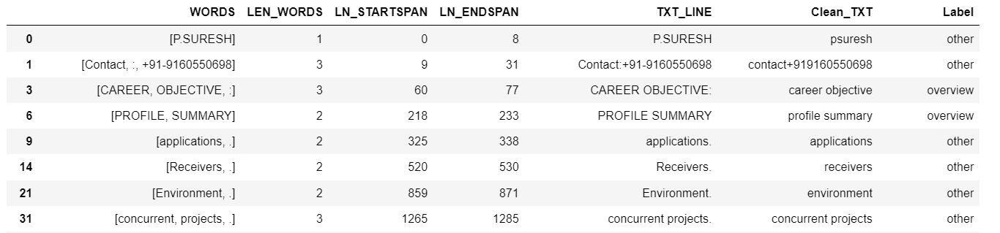 WORDS LEN_WORDS LN_STARTSPAN LN_ENDSPAN TXT_LINE Clean_TXT Label
0 [P.SURESH] 1 0 8 P.SURESH psuresh other
1 [Contact, :, +91-9160550698] 3 9 31 Contact:+91-9160550698 contact+919160550698 other
3 [CAREER, OBJECTIVE, :] 3 60 77 CAREER OBJECTIVE: career objective overview
6 [PROFILE, SUMMARY] 2 218 233 PROFILE SUMMARY profile summary overview
9 [applications, .] 2 325 338 applications. applications other
14 [Receivers, .] 2 520 530 Receivers. receivers other
21 [Environment, .] 2 859 871 Environment. environment other
31 [concurrent, projects, .] 3 1265 1285 concurrent projects. concurrent projects other